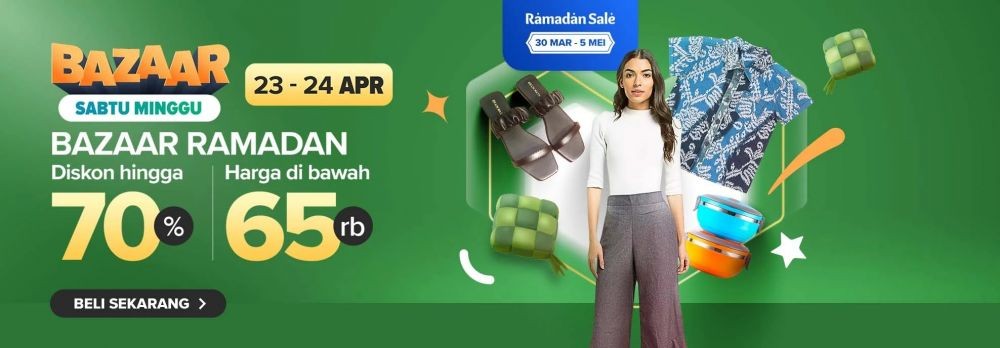 BAZAAR
SABTU MINGGU
23 - 24 APR
BAZAAR RAMADAN
Diskon hingga
70%
Harga di bawah
65 rb
BELI SEKARANG
Ramadan Sale
30 MAR - 5 MEI